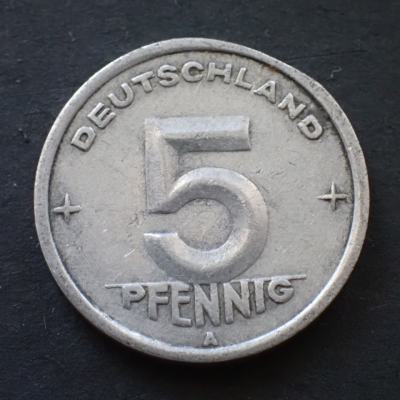 DEUTSCHLAND
5
PFENNIG
A